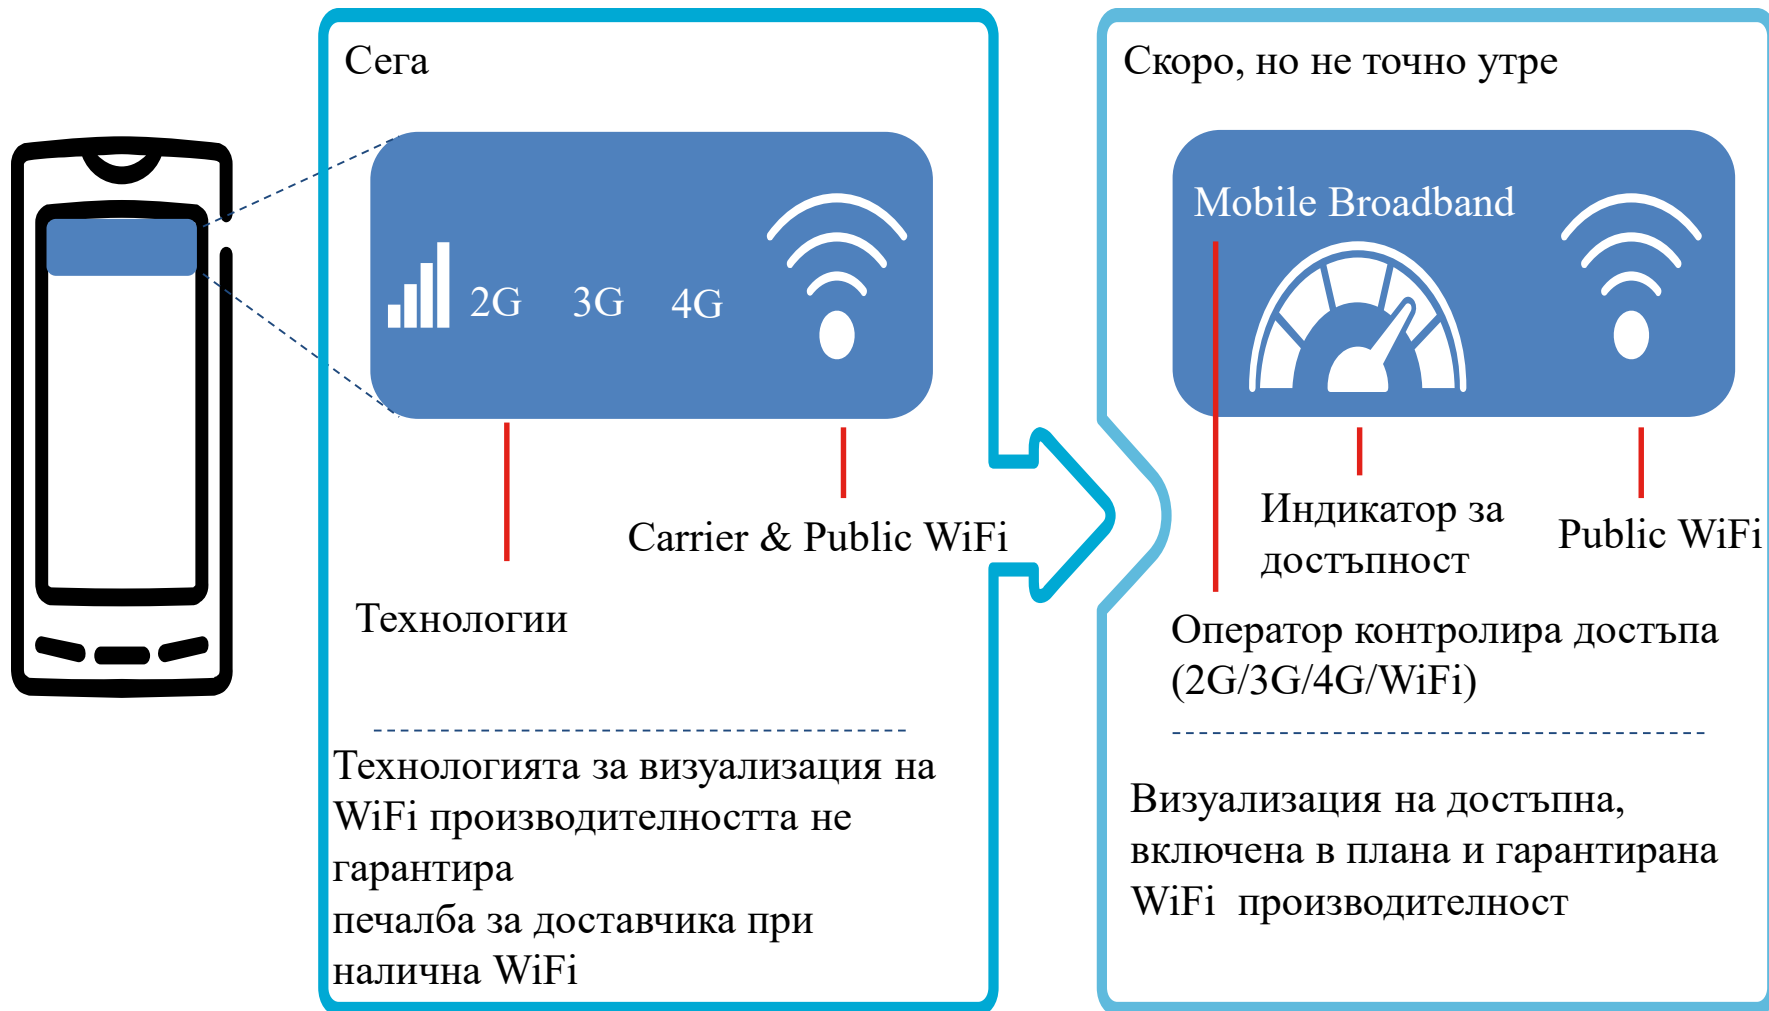 Сега
2G 3G 4G
Carrier & Public WiFi
Технологии
Технологията за визуализация на
WiFi производителността не
гарантира
печалба за доставчика при
налична WiFi
Скоро, но не точно утре
Mobile Broadband
Индикатор за
достъпност
Public WiFi
Оператор контролира достъпа
(2G/3G/4G/WiFi)
Визуализация на достъпна,
включена в плана и гарантирана
WiFi  производителност